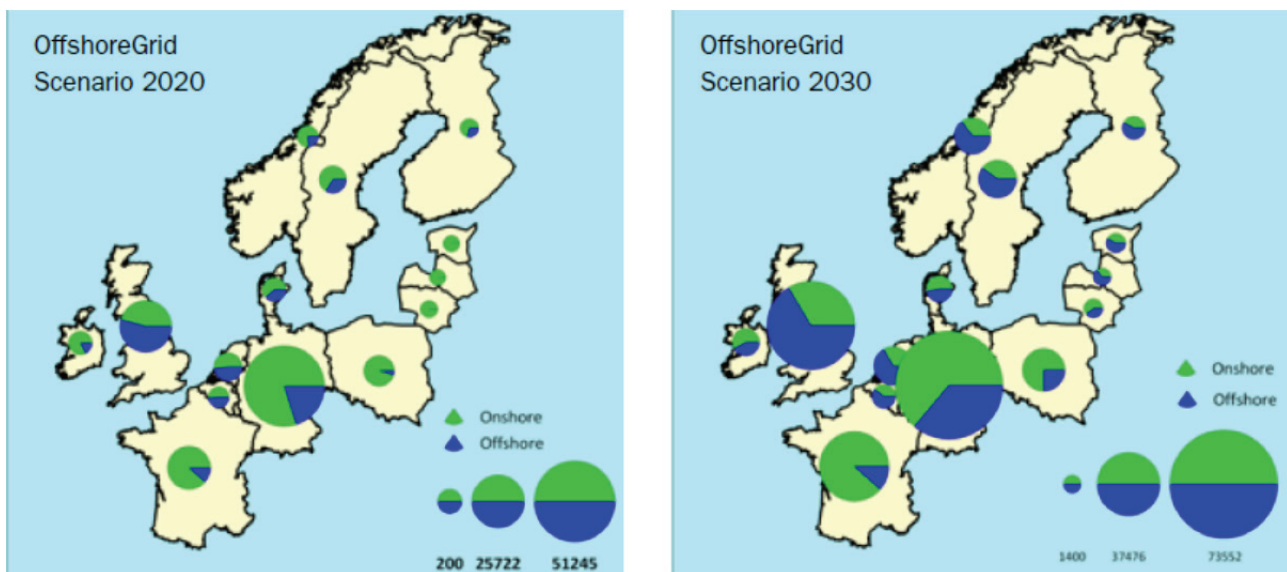 OffshoreGrid
Scenario 2020
Onshore
Offshore
200 25722 51245
OffshoreGrid
Scenario 2030
Onshore
Offshore
1400 37476 73552